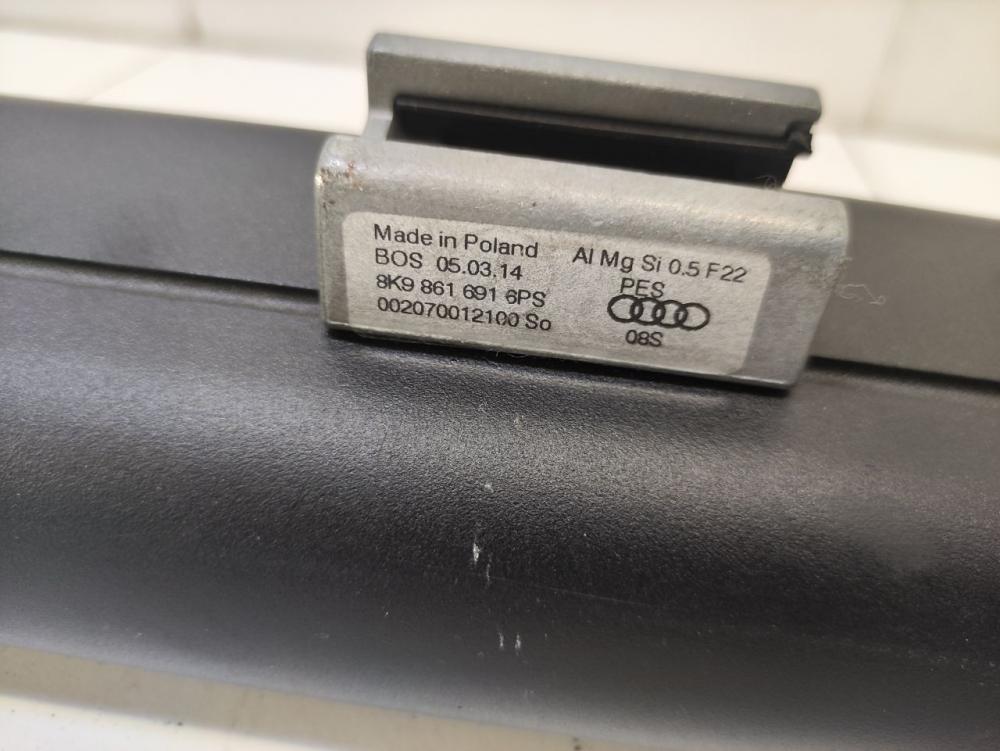 Made in Poland
BOS 05.03.14
8K9 861 691 6PS
002070012100 So
Al Mg Si 0.5 F22
PES
08S